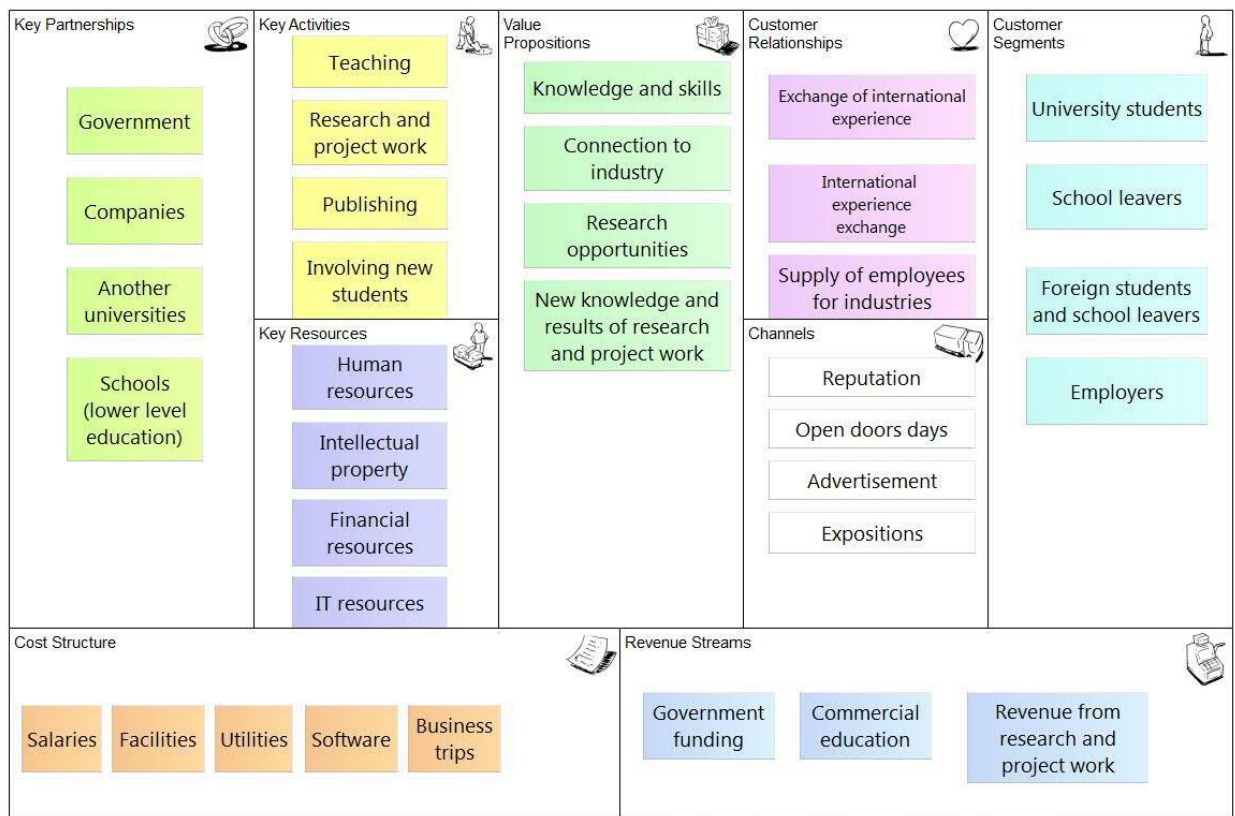 Key Partnerships
Government
Companies
Another
universities
Schools
(lower level
education)
Key Activities
Teaching
Research and
project work
Publishing
Involving new
students
Key Resources
Human
resources
Intellectual
property
Financial
resources
IT resources
Value
Propositions
Knowledge and skills
Connection to
industry
Research
opportunities
New knowledge and
results of research
and project work
Customer
Relationships
Exchange of international
experience
International
experience
exchange
Supply of employees
for industries
Channels
Reputation
Open doors days
Advertisement
Expositions
Customer
Segments
University students
School leavers
Foreign students
and school leavers
Employers
Cost Structure
Salaries
Facilities
Utilities
Software
Business
trips
Revenue Streams
Government
funding
Commercial
education
Revenue from
research and
project work